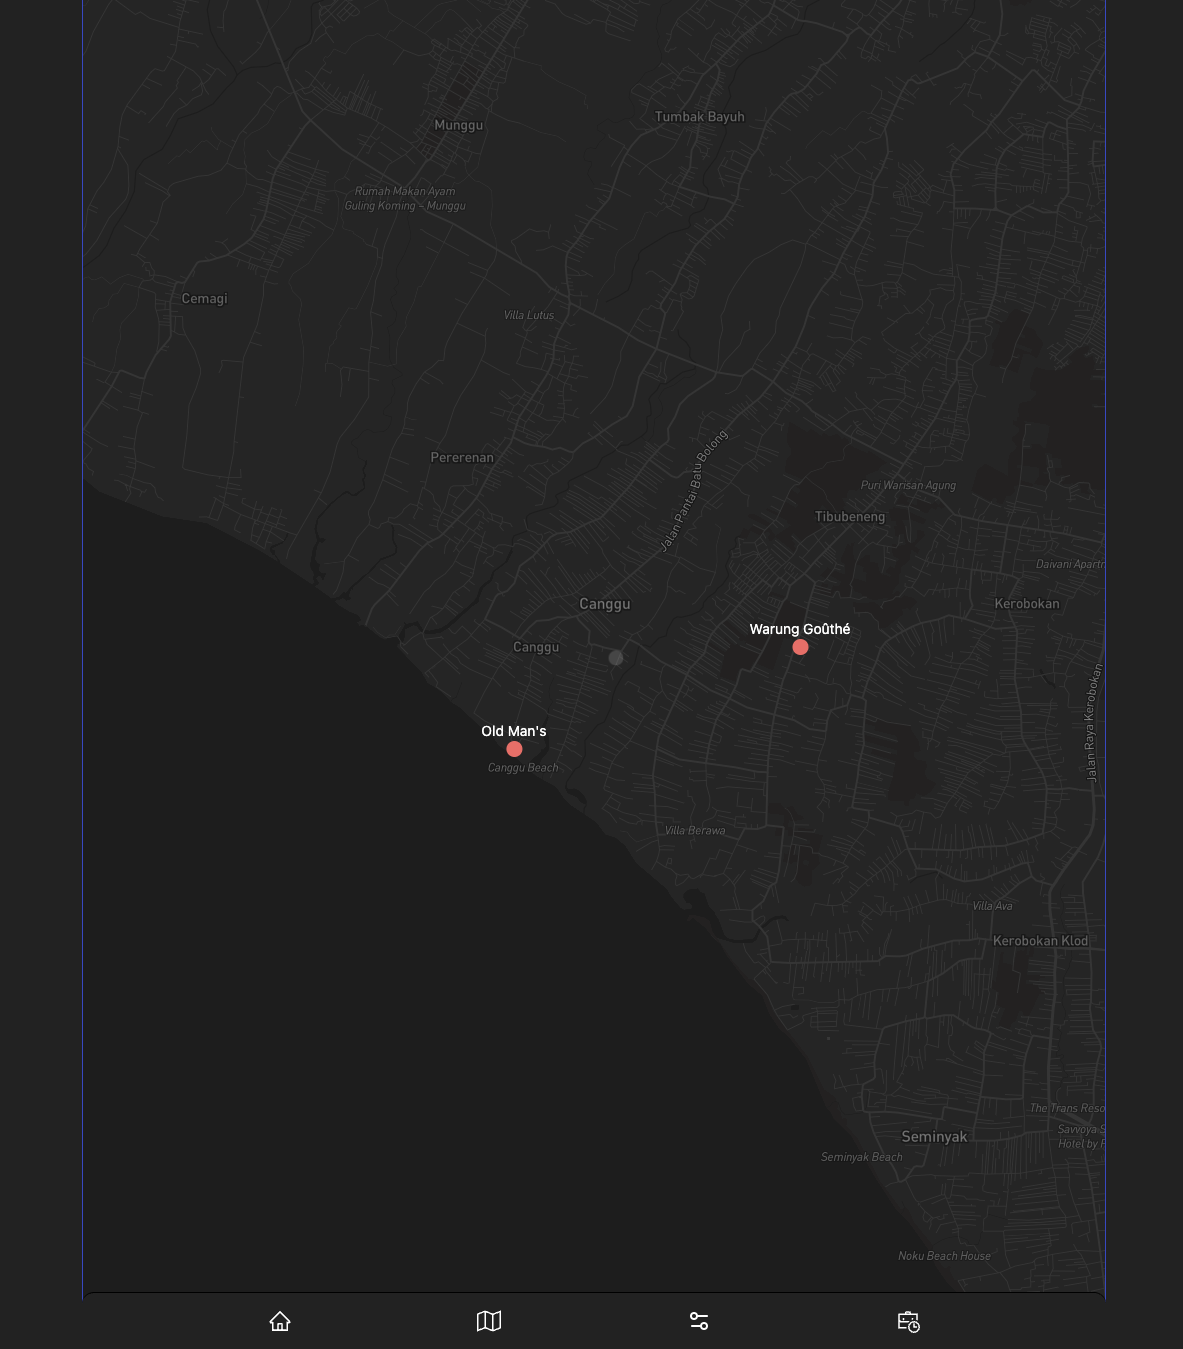 Tumbak Bayuh
Munggu
Rumah Makan Ayam
Guling Koming – Munggu
Cemagi
Villa Lutus
Jalan Pantai Batu Bolong
Pererenan
Puri Warisan Agung
Tibubeneng
Daivani Apartm
Canggu
Kerobokan
Warung Goûthé
Canggu
Jalan Raya Kerobokan
Old Man's
Canggu Beach
Villa Berawa
Villa Ava
Kerobokan Klod
The Trans Reso
Seminyak
Savvoya S
Hotel by F
Seminyak Beach
Noku Beach House